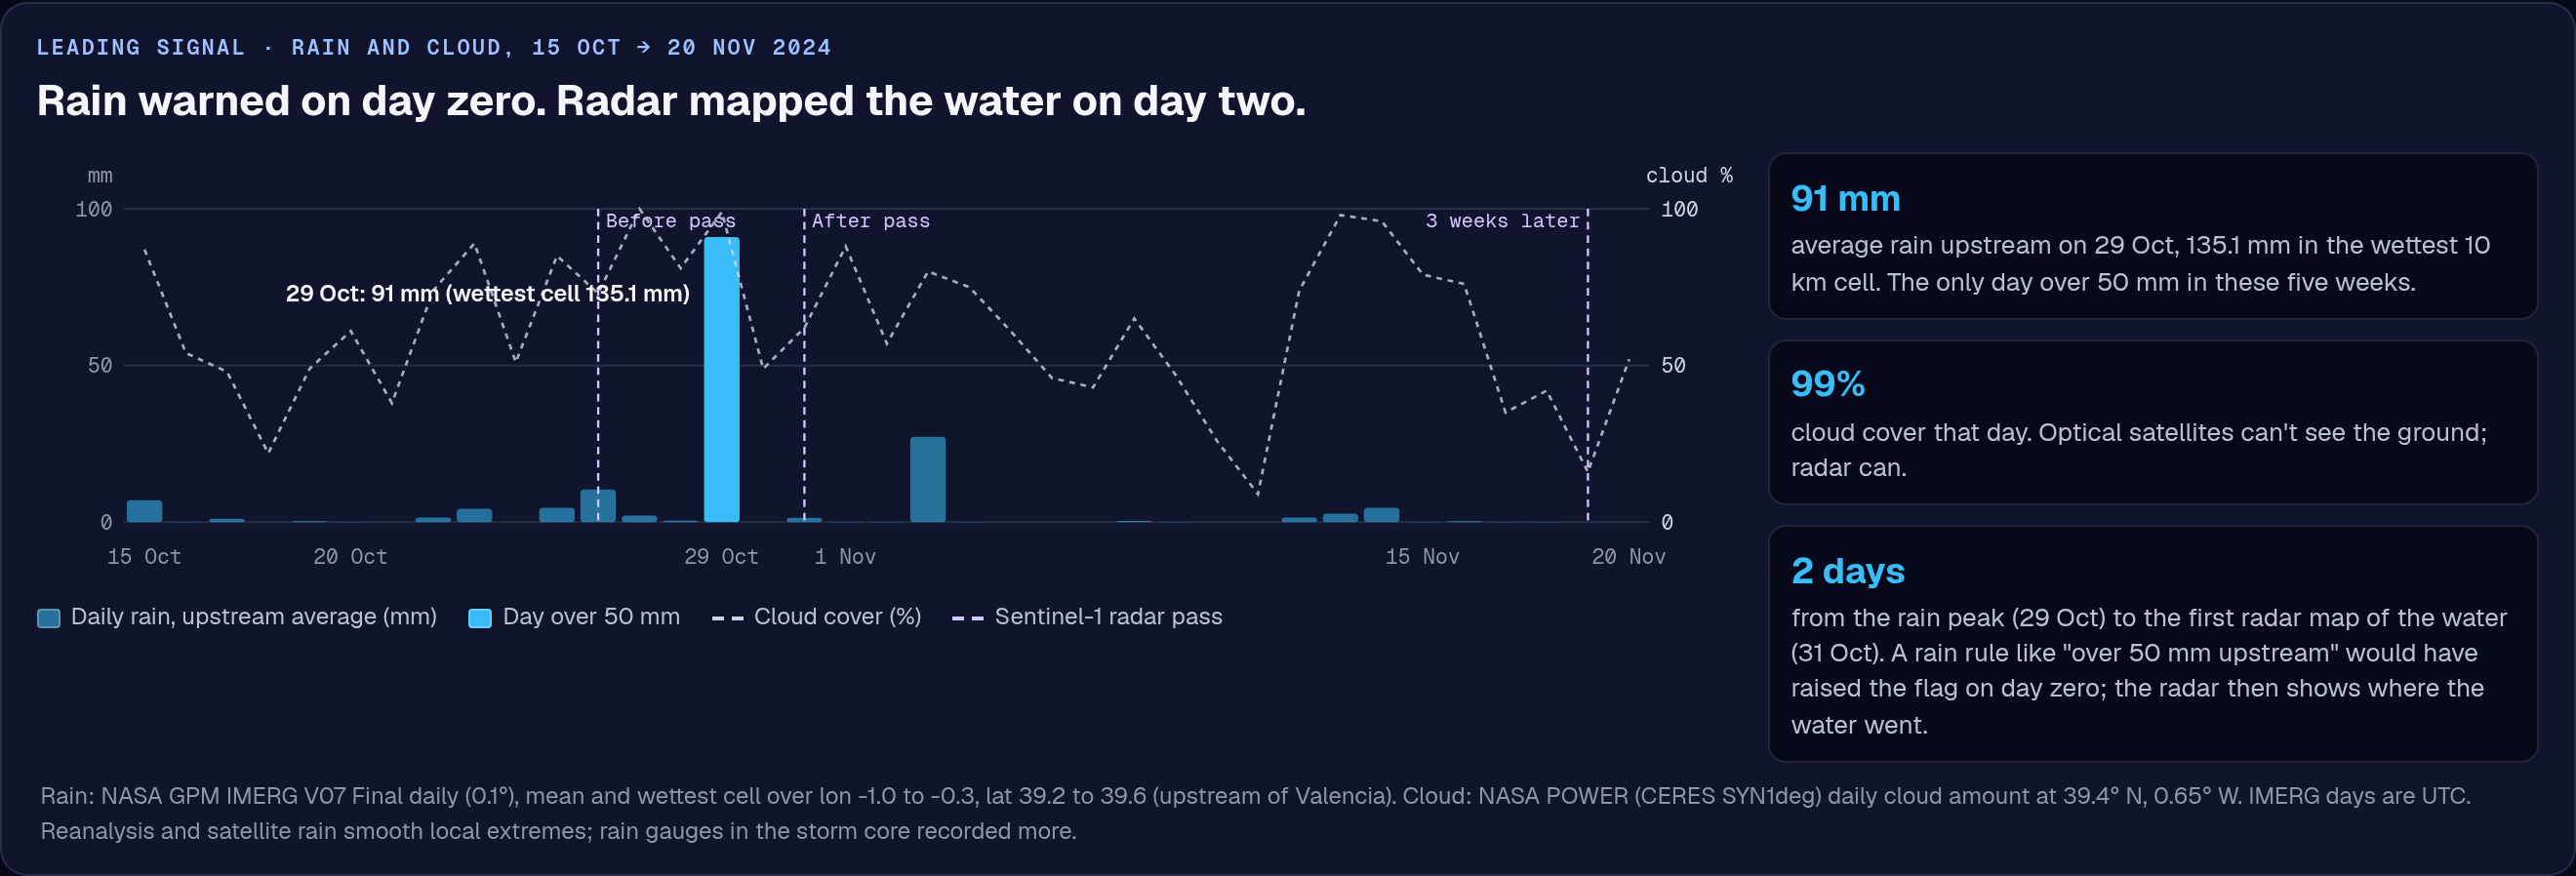 LEADING SIGNAL · RAIN AND CLOUD, 15 OCT → 20 NOV 2024
Rain warned on day zero. Radar mapped the water on day two.
mm
cloud %
100
100
Before pass
After pass
3 weeks later
29 Oct: 91 mm (wettest cell 135.1 mm)
50
50
0
0
15 Oct
20 Oct
29 Oct
1 Nov
15 Nov
20 Nov
Daily rain, upstream average (mm)
Day over 50 mm
Cloud cover (%)
Sentinel-1 radar pass
91 mm
average rain upstream on 29 Oct, 135.1 mm in the wettest 10
km cell. The only day over 50 mm in these five weeks.
99%
cloud cover that day. Optical satellites can't see the ground;
radar can.
2 days
from the rain peak (29 Oct) to the first radar map of the water
(31 Oct). A rain rule like "over 50 mm upstream" would have
raised the flag on day zero; the radar then shows where the
water went.
Rain: NASA GPM IMERG V07 Final daily (0.1°), mean and wettest cell over lon -1.0 to -0.3, lat 39.2 to 39.6 (upstream of Valencia). Cloud: NASA POWER (CERES SYN1deg) daily cloud amount at 39.4° N, 0.65° W. IMERG days are UTC.
Reanalysis and satellite rain smooth local extremes; rain gauges in the storm core recorded more.